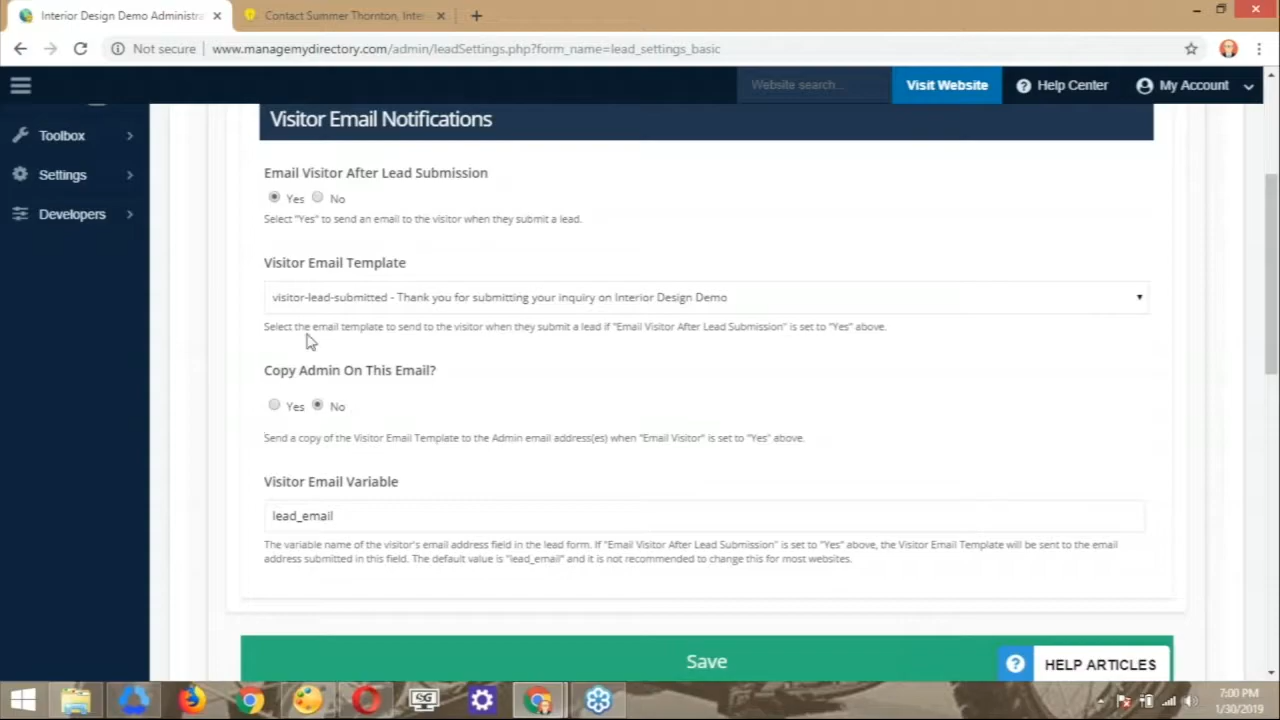 Interior Design Demo Administra
Contact Summer Thornton, Inte
Not secure
www.managemydirectory.com/admin/leadSettings.php?form_name=lead_settings_basic
Website search...
Visit Website
Help Center
My Account
Toolbox
Settings
Developers
Visitor Email Notifications
Email Visitor After Lead Submission
Yes No
Select "Yes" to send an email to the visitor when they submit a lead.
Visitor Email Template
visitor-lead-submitted - Thank you for submitting your inquiry on Interior Design Demo
Select the email template to send to the visitor when they submit a lead if "Email Visitor After Lead Submission" is set to "Yes" above.
Copy Admin On This Email?
Yes No
Send a copy of the Visitor Email Template to the Admin email address(es) when "Email Visitor" is set to "Yes" above.
Visitor Email Variable
lead_email
The variable name of the visitor's email address field in the lead form. If "Email Visitor After Lead Submission" is set to "Yes" above, the Visitor Email Template will be sent to the email
address submitted in this field. The default value is "lead_email" and it is not recommended to change this for most websites.
Save
HELP ARTICLES
SG
7:00 PM
1/30/2019